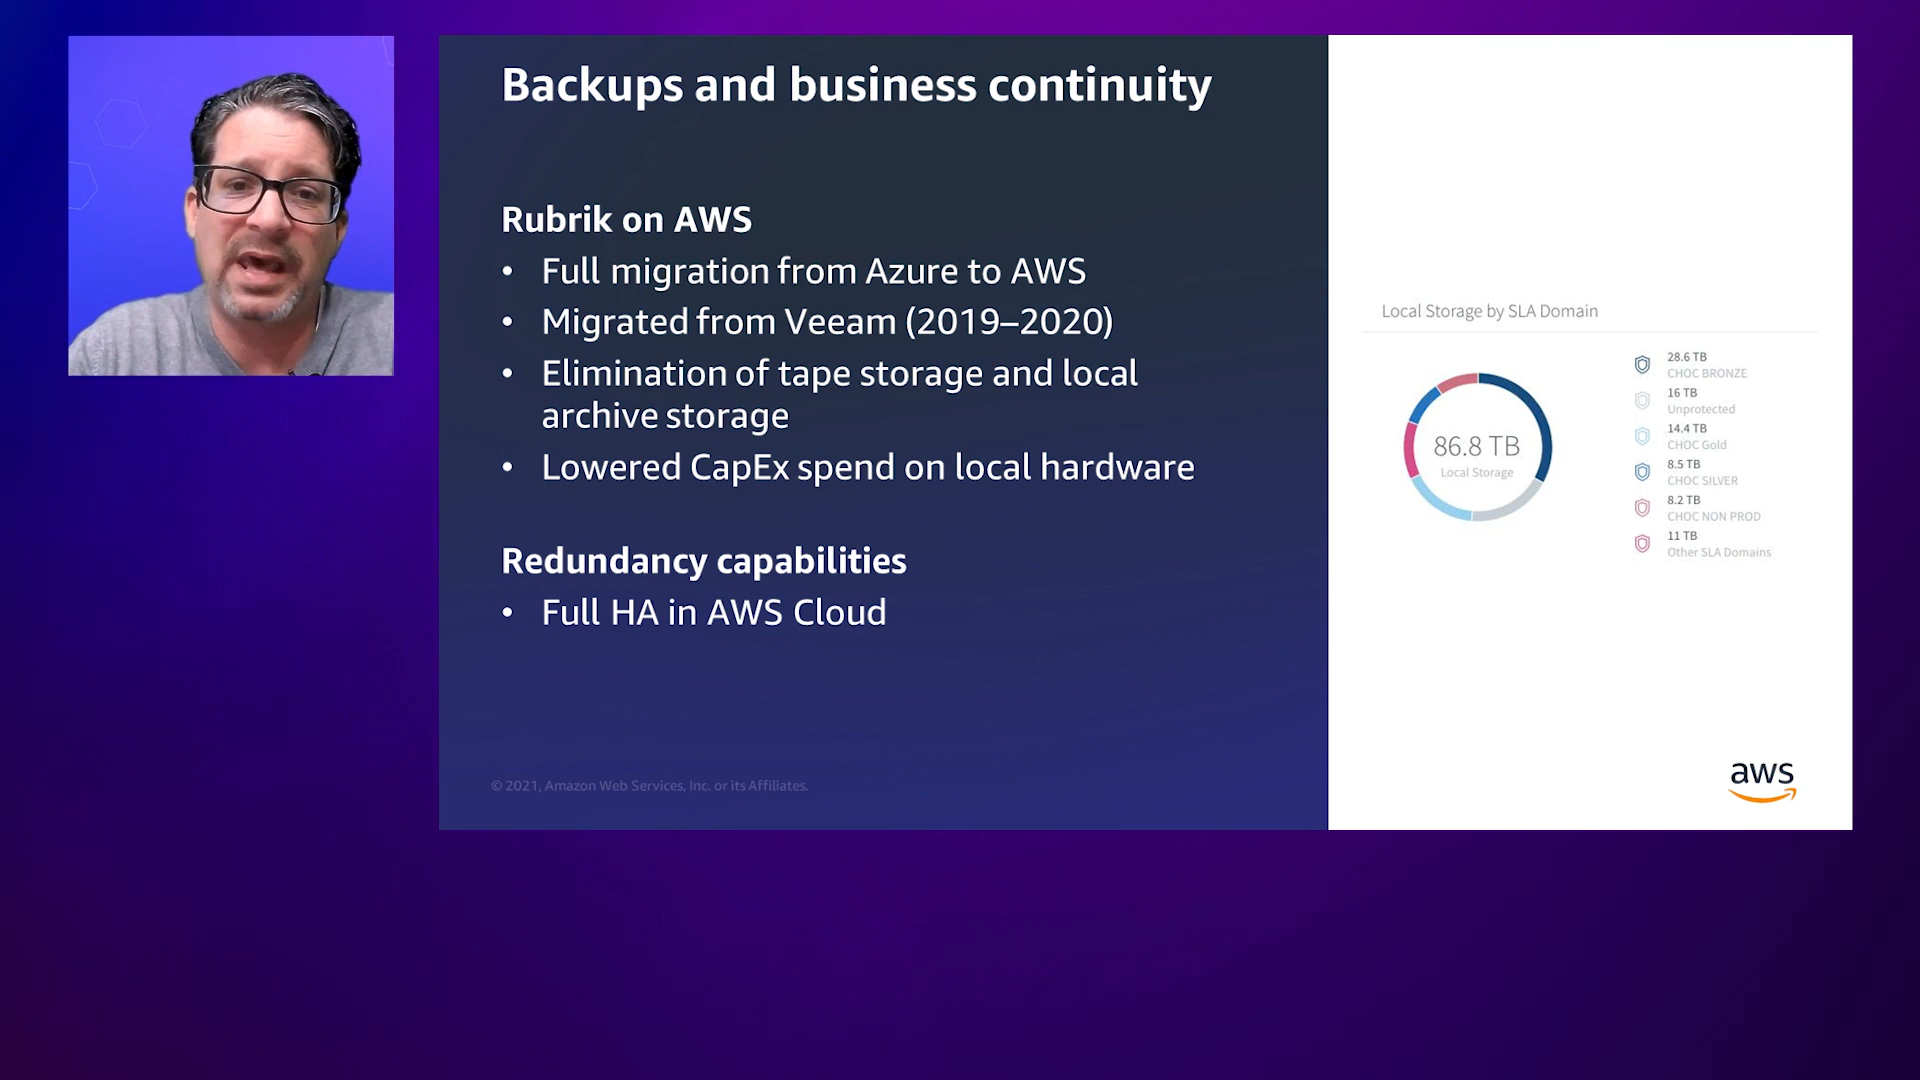 Backups and business continuity
Rubrik on AWS
• Full migration from Azure to AWS
• Migrated from Veeam (2019–2020)
• Elimination of tape storage and local
archive storage
• Lowered CapEx spend on local hardware
Redundancy capabilities
• Full HA in AWS Cloud
© 2021, Amazon Web Services, Inc. or its Affiliates.
Local Storage by SLA Domain
86.8 TB
Local Storage
28.6 TB
CHOC BRONZE
16 TB
Unprotected
14.4 TB
CHOC Gold
8.5 TB
CHOC SILVER
8.2 TB
CHOC NON PROD
11 TB
Other SLA Domains
aws